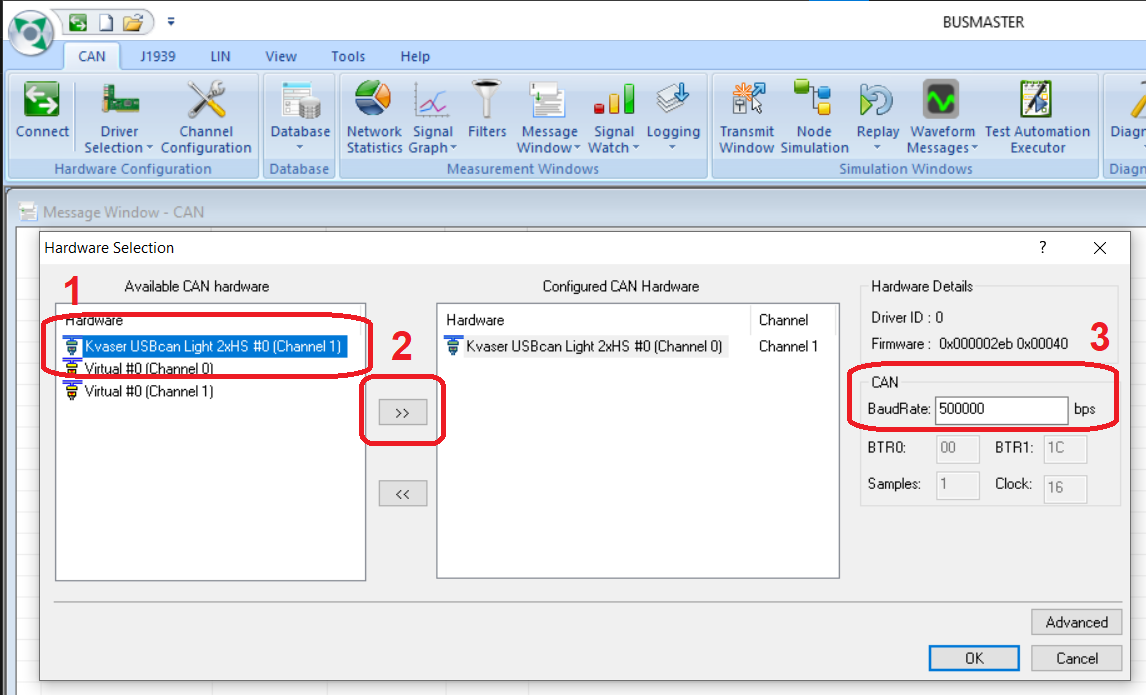 BUSMASTER
CAN J1939 LIN View Tools Help
Connect Driver Selection Channel Configuration Database Network Statistics Signal Graph Filters Message Window Signal Watch Logging Transmit Window Node Simulation Replay Waveform Messages Test Automation Executor Diagn
Hardware Configuration Database Measurement Windows Simulation Windows Diagn
Message Window - CAN
Hardware Selection ?
1
Available CAN hardware
Hardware
Kvaser USBcan Light 2xHS #0 (Channel 1)
Virtual #0 (Channel 0)
Virtual #0 (Channel 1)
2
>>
<<
Configured CAN Hardware
Hardware Channel
Kvaser USBcan Light 2xHS #0 (Channel 0) Channel 1
Hardware Details
Driver ID : 0
Firmware : 0x000002eb 0x00040
3
CAN
BaudRate: 500000 bps
BTR0: 00 BTR1: 1C
Samples: 1 Clock: 16
Advanced
OK Cancel